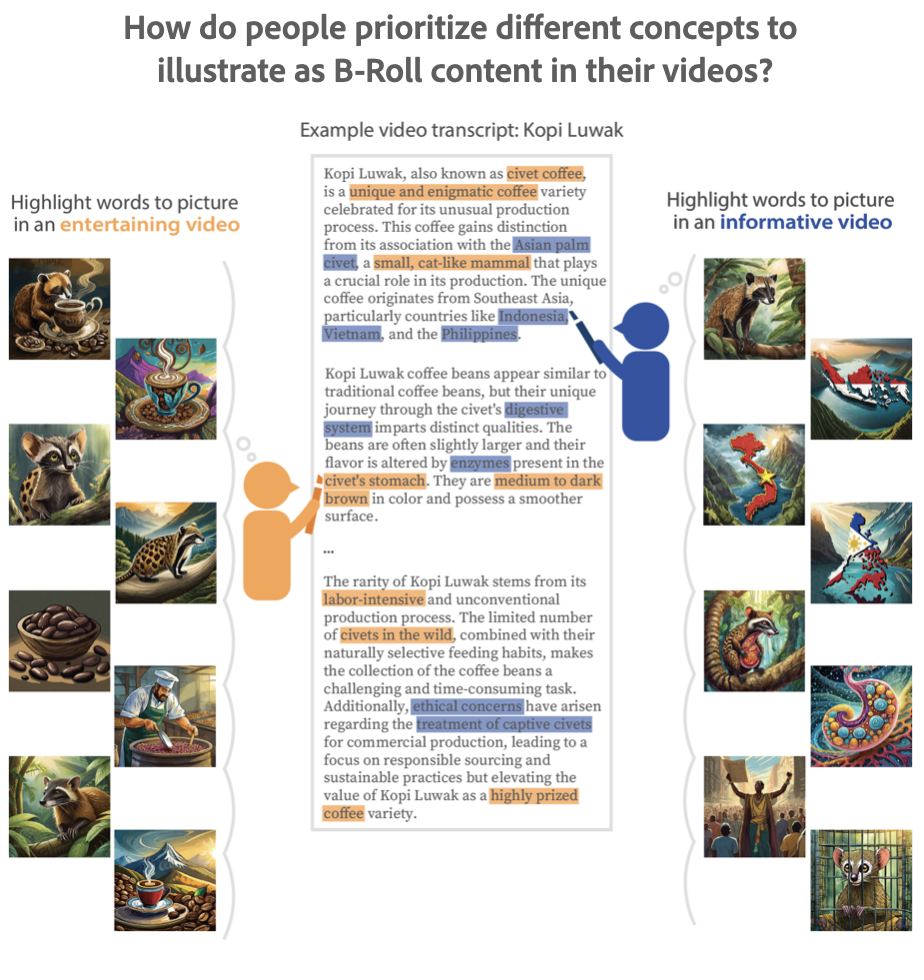 How do people prioritize different concepts to
illustrate as B-Roll content in their videos?
Example video transcript: Kopi Luwak
Highlight words to picture
in an entertaining video
Kopi Luwak, also known as civet coffee,
is a unique and enigmatic coffee variety
celebrated for its unusual production
process. This coffee gains distinction
from its association with the Asian palm
civet, a small, cat-like mammal that plays
a crucial role in its production. The unique
coffee originates from Southeast Asia,
particularly countries like Indonesia,
Vietnam, and the Philippines.
Kopi Luwak coffee beans appear similar to
traditional coffee beans, but their unique
journey through the civet's digestive
system imparts distinct qualities. The
beans are often slightly larger and their
flavor is altered by enzymes present in the
civet's stomach. They are medium to dark
brown in color and possess a smoother
surface.
...
The rarity of Kopi Luwak stems from its
labor-intensive and unconventional
production process. The limited number
of civets in the wild, combined with their
naturally selective feeding habits, makes
the collection of the coffee beans a
challenging and time-consuming task.
Additionally, ethical concerns have arisen
regarding the treatment of captive civets
for commercial production, leading to a
focus on responsible sourcing and
sustainable practices but elevating the
value of Kopi Luwak as a highly prized
coffee variety.
Highlight words to picture
in an informative video